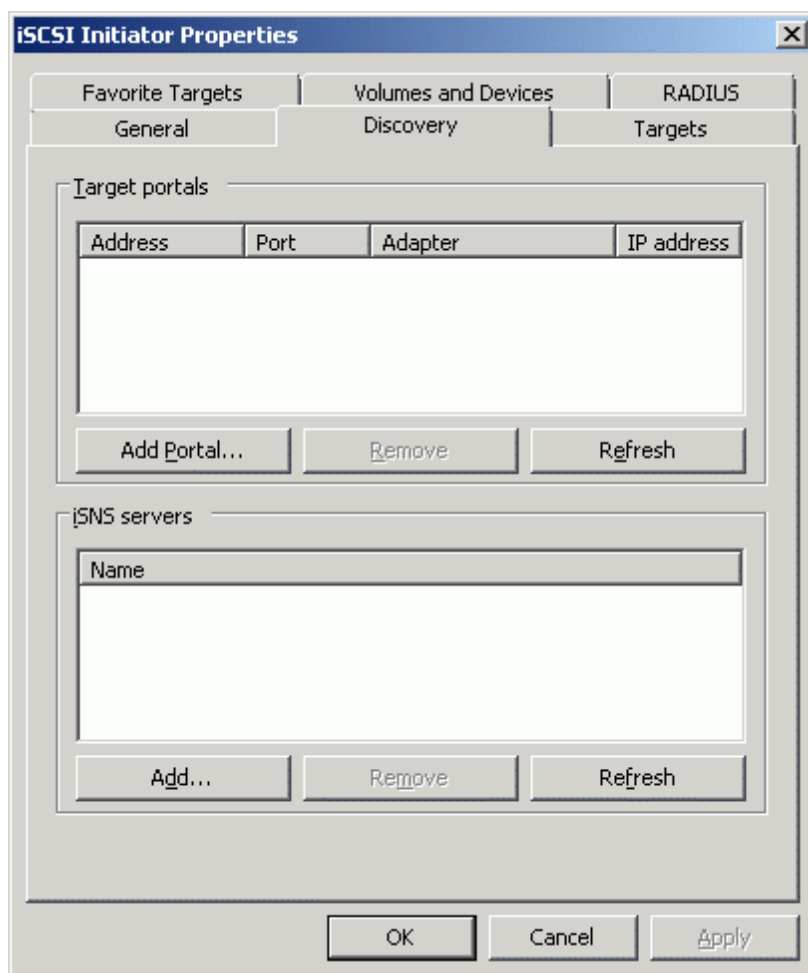 iSCSI Initiator Properties
Favorite Targets Volumes and Devices RADIUS
General Discovery Targets
Target portals
Address Port Adapter IP address
Add Portal... Remove Refresh
iSNS servers
Name
Add... Remove Refresh
OK Cancel Apply